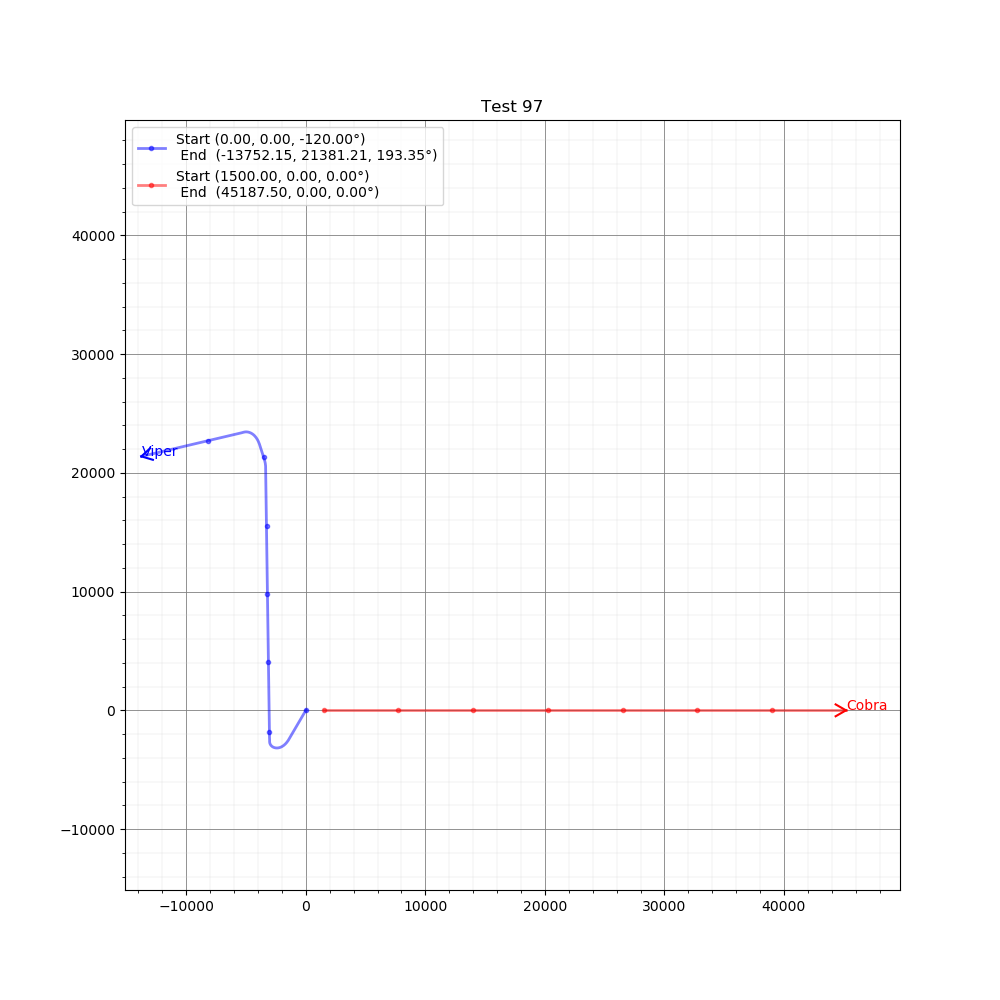 Test 97
Start (0.00, 0.00, -120.00°)
End  (-13752.15, 21381.21, 193.35°)
Start (1500.00, 0.00, 0.00°)
End  (45187.50, 0.00, 0.00°)
40000
30000
20000
10000
0
−10000
Viper
Cobra
−10000
0
10000
20000
30000
40000